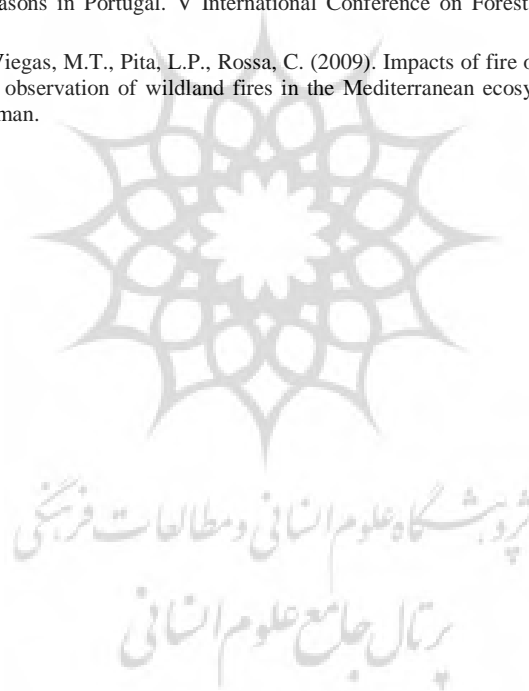 asons in Portugal. V International Conference on Forest
Viegas, M.T., Pita, L.P., Rossa, C. (2009). Impacts of fire o
observation of wildland fires in the Mediterranean ecosy
man.
پژوهشگاه علوم انسانی و مطالعات فرهنگی
پرتال جامع علوم انسانی